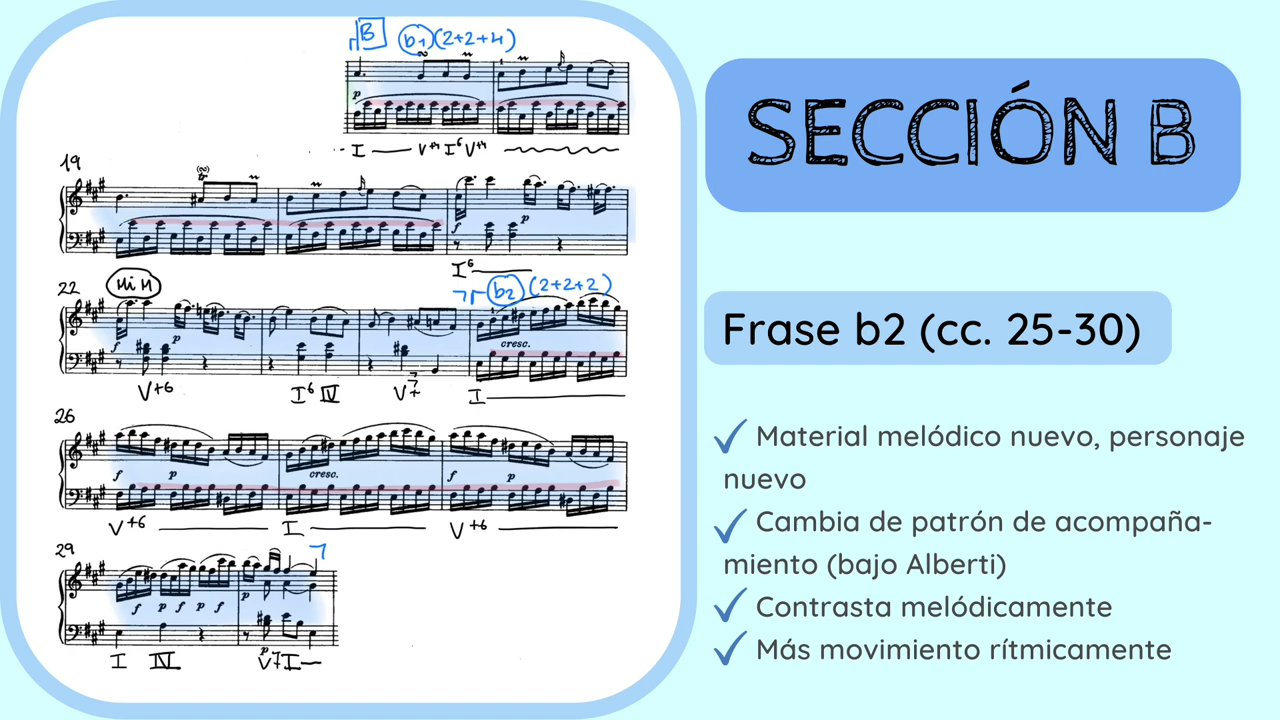 B b1 (2+2+4)
p
I V+4 I6 V+4
19
tr
f p
I6
22 Mi M b2 (2+2+2)
f p cresc.
V+6 I6 IV V7+ I
26
f p cresc. f p
V+6 I V+6
29
f p f p f p
p
I IV V7 I
SECCIÓN B
Frase b2 (cc. 25-30)
✓ Material melódico nuevo, personaje
nuevo
✓ Cambia de patrón de acompaña-
miento (bajo Alberti)
✓ Contrasta melódicamente
✓ Más movimiento rítmicamente